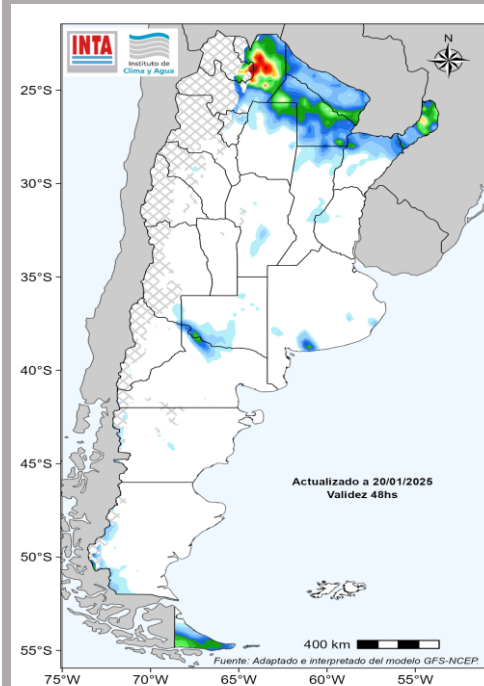 INTA
Instituto de
Clima y Agua
N
25°S
30°S
35°S
40°S
45°S
50°S
55°S
Actualizado a 20/01/2025
Validez 48hs
400 km
Fuente: Adaptado e interpretado del modelo GFS-NCEP.
75°W
70°W
65°W
60°W
55°W